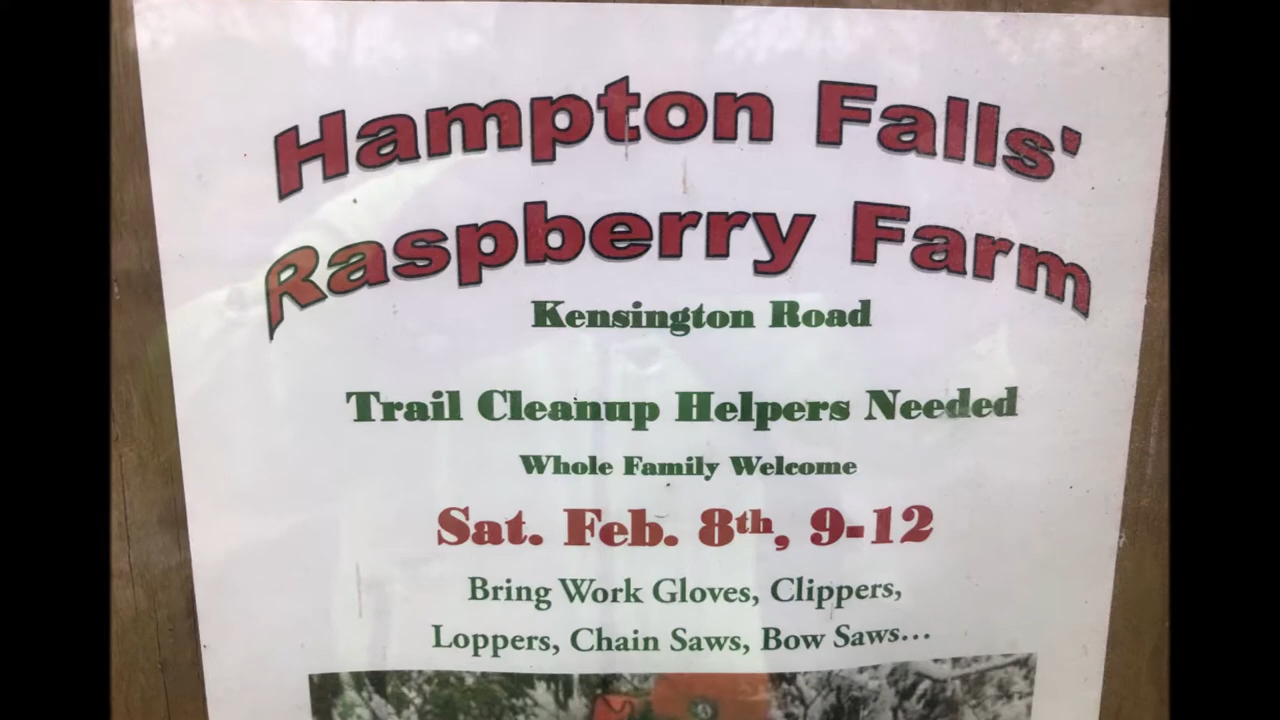 Hampton Falls'
Raspberry Farm
Kensington Road
Trail Cleanup Helpers Needed
Whole Family Welcome
Sat. Feb. 8th, 9-12
Bring Work Gloves, Clippers,
Loppers, Chain Saws, Bow Saws...